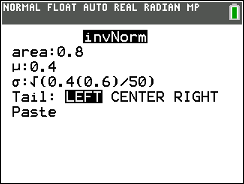 NORMAL FLOAT AUTO REAL RADIAN MP
invNorm
area:0.8
μ:0.4
σ:√(0.4(0.6)/50)
Tail: LEFT CENTER RIGHT
Paste